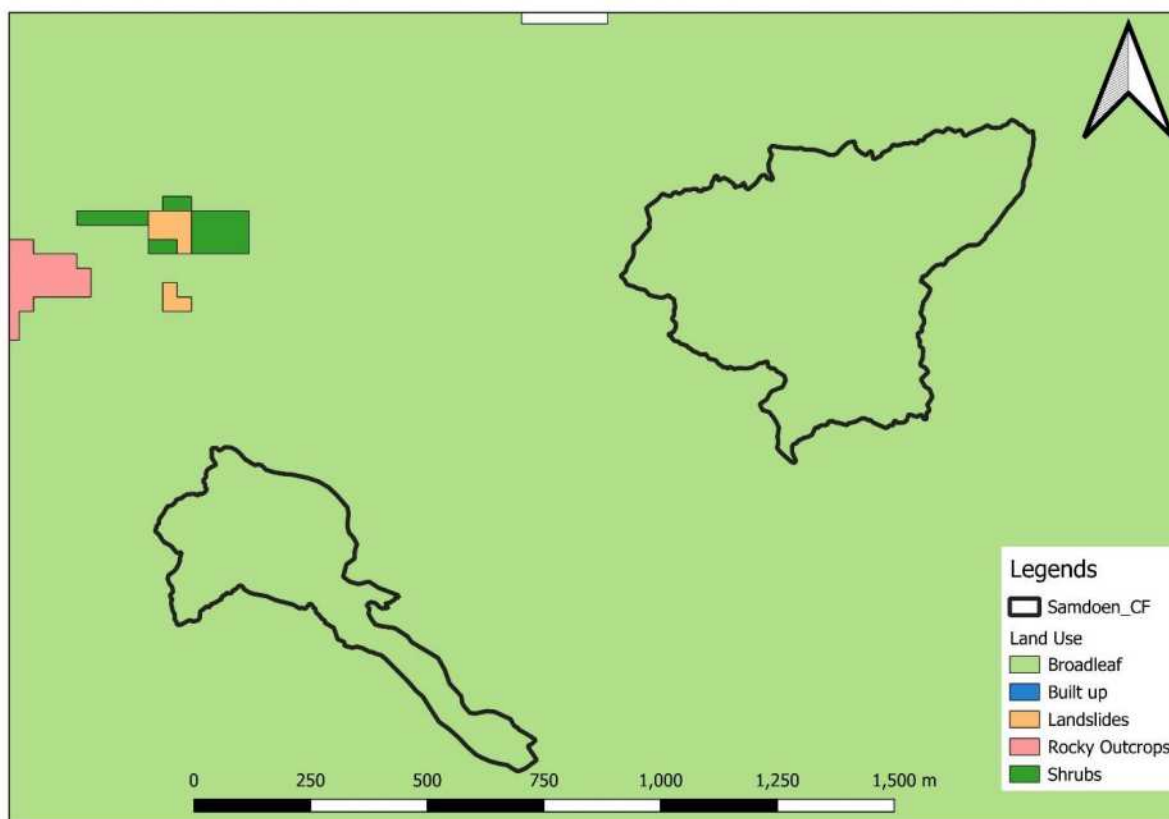 Legends
Samdoen_CF
Land Use
Broadleaf
Built up
Landslides
Rocky Outcrops
Shrubs
0 250 500 750 1,000 1,250 1,500 m